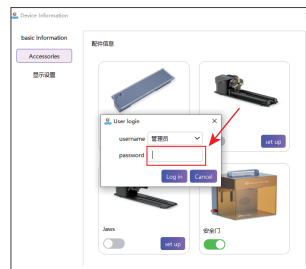 Device Information
basic information
Accessories
显示设置
配件信息
User login
username 管理员
password
Log in Cancel
set up
Jaws
set up
安全门